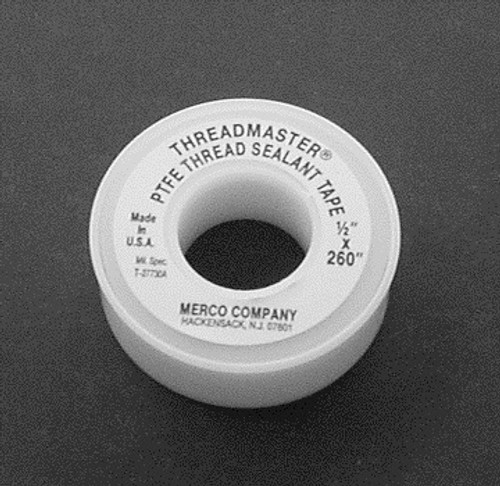 THREADMASTER®
PTFE THREAD SEALANT TAPE
Made
In
U.S.A.
Mil. Spec.
T-27730A
½"
X
260"
MERCO COMPANY
HACKENSACK, N.J. 07601